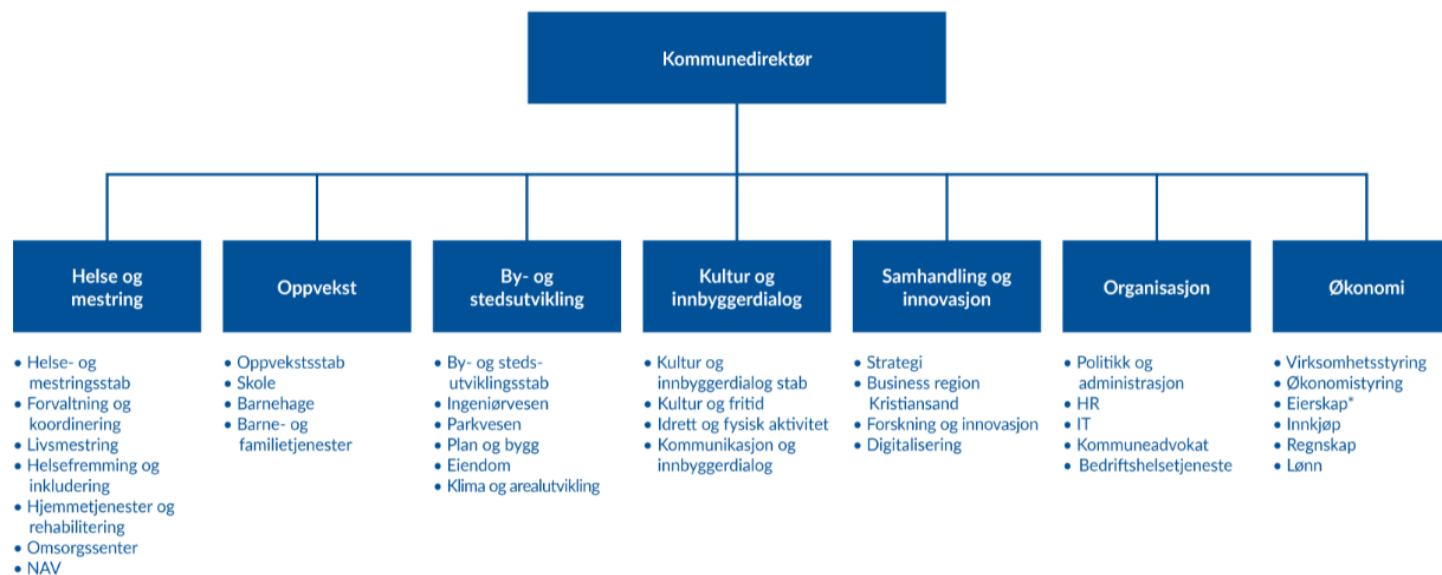 Kommunedirektør
Helse og
mestring
• Helse- og
mestringsstab
• Forvaltning og
koordinering
• Livsmestring
• Helsefremming og
inkludering
• Hjemmetjenester og
rehabilitering
• Omsorgssenter
• NAV
Oppvekst
• Oppvekstsstab
• Skole
• Barnehage
• Barne- og
familietjenester
By- og
stedsutvikling
• By- og steds-
utviklingsstab
• Ingeniørvesen
• Parkvesen
• Plan og bygg
• Eiendom
• Klima og arealutvikling
Kultur og
innbyggerdialog
• Kultur og
innbyggerdialog stab
• Kultur og fritid
• Idrett og fysisk aktivitet
• Kommunikasjon og
innbyggerdialog
Samhandling og
innovasjon
• Strategi
• Business region
Kristiansand
• Forskning og innovasjon
• Digitalisering
Organisasjon
• Politikk og
administrasjon
• HR
• IT
• Kommuneadvokat
• Bedriftshelsetjeneste
Økonomi
• Virksomhetsstyring
• Økonomistyring
• Eierskap*
• Innkjøp
• Regnskap
• Lønn